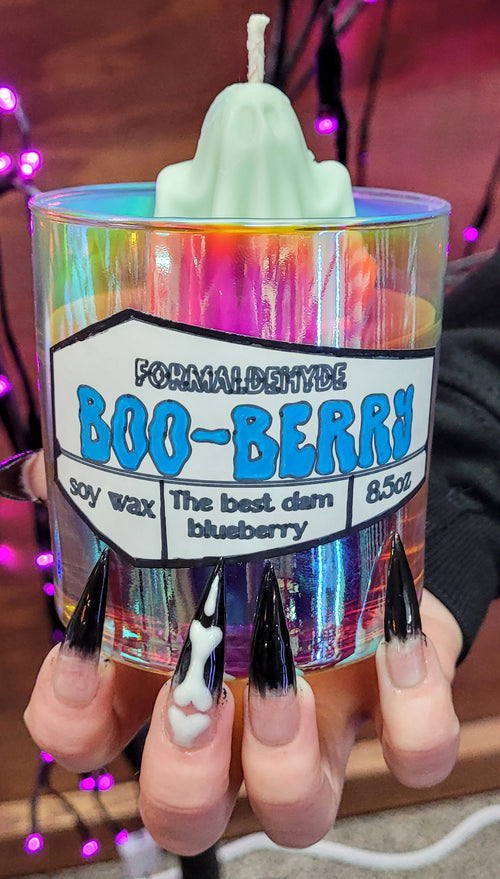 FORMALDEHYDE
BOO-BERRY
soy wax
The best dam
blueberry
8.5oz